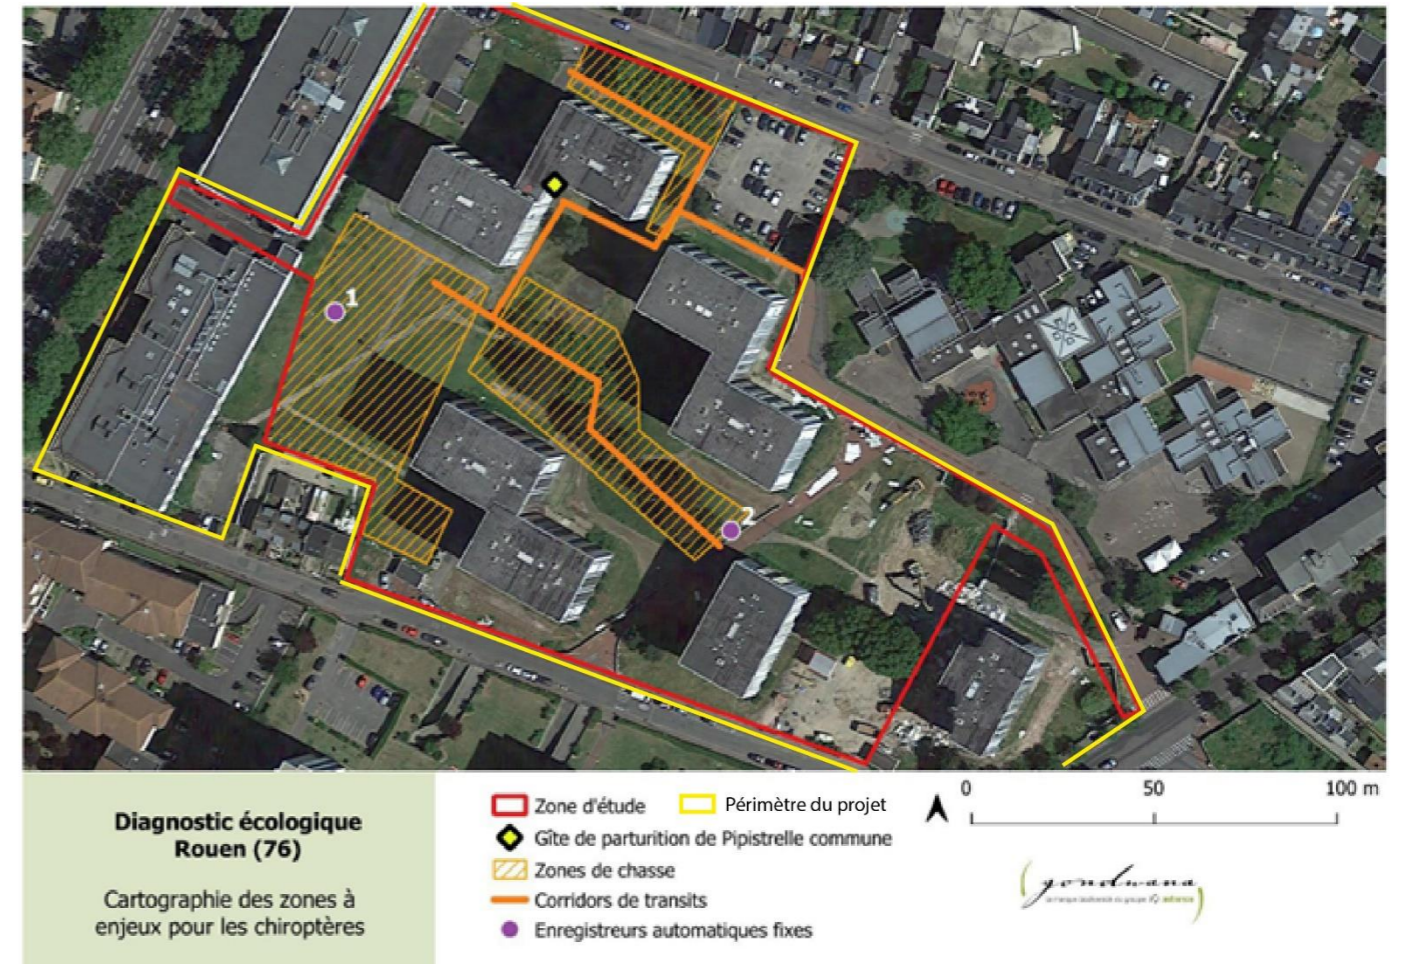 1
2
Diagnostic écologique
Rouen (76)
Cartographie des zones à
enjeux pour les chiroptères
Zone d'étude
Périmètre du projet
Gîte de parturition de Pipistrelle commune
Zones de chasse
Corridors de transits
Enregistreurs automatiques fixes
0 50 100 m
gondwana